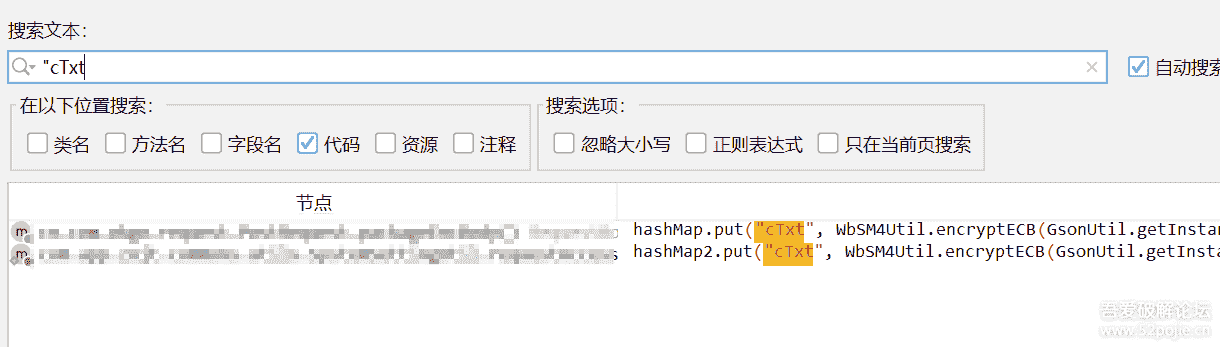 搜索文本：
"cTxt
自动搜索
在以下位置搜索：
搜索选项：
类名 方法名 字段名 代码 资源 注释
忽略大小写 正则表达式 只在当前页搜索
节点
hashMap.put("cTxt", WbSM4Util.encryptECB(GsonUtil.getInstan
hashMap2.put("cTxt", WbSM4Util.encryptECB(GsonUtil.getInsta
吾爱破解论坛
www.52pojie.cn